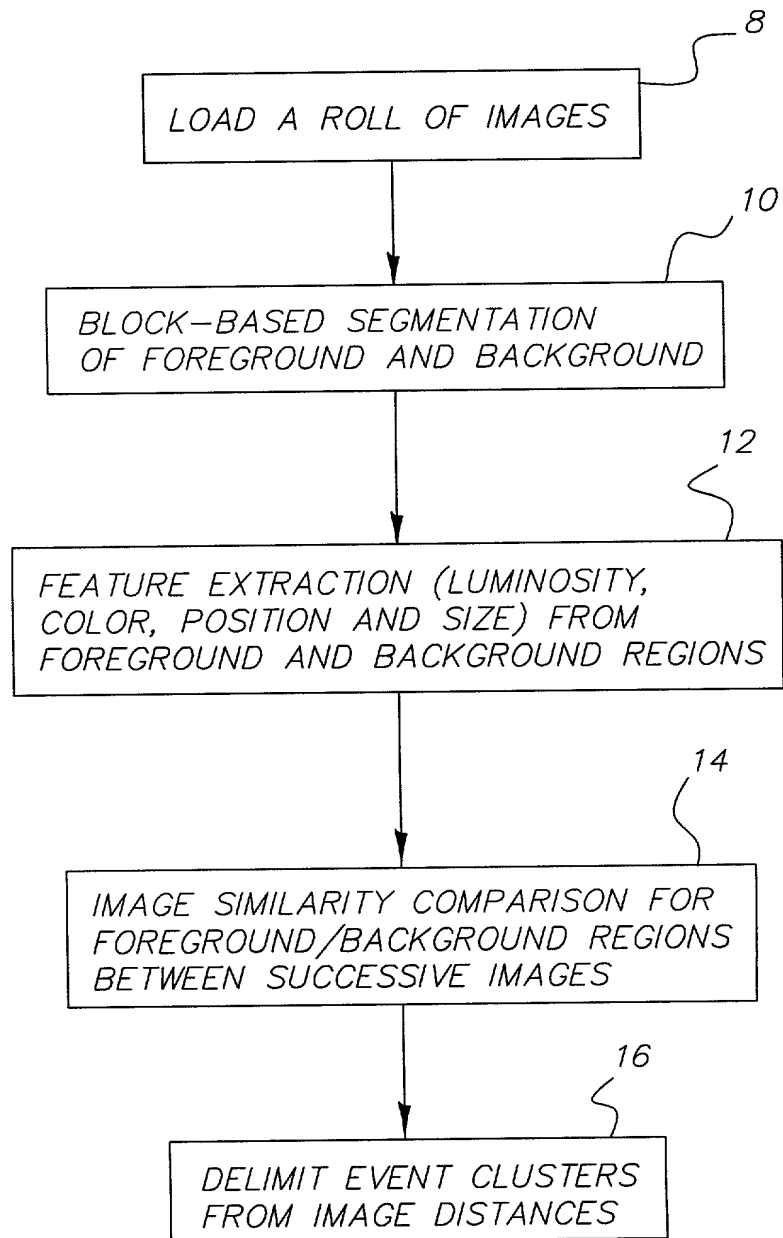 8
LOAD A ROLL OF IMAGES
10
BLOCK-BASED SEGMENTATION
OF FOREGROUND AND BACKGROUND
12
FEATURE EXTRACTION (LUMINOSITY,
COLOR, POSITION AND SIZE) FROM
FOREGROUND AND BACKGROUND REGIONS
14
IMAGE SIMILARITY COMPARISON FOR
FOREGROUND/BACKGROUND REGIONS
BETWEEN SUCCESSIVE IMAGES
16
DELIMIT EVENT CLUSTERS
FROM IMAGE DISTANCES